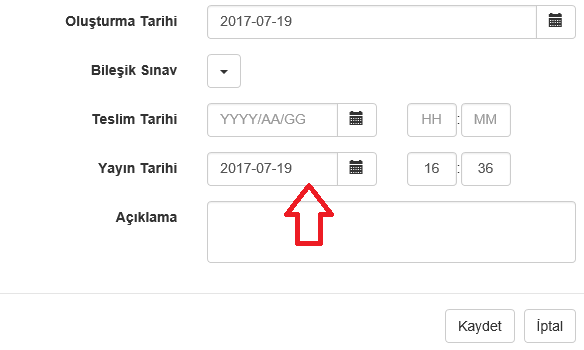 Oluşturma Tarihi 2017-07-19
Bileşik Sınav
Teslim Tarihi YYYY/AA/GG HH : MM
Yayın Tarihi 2017-07-19 16 : 36
Açıklama
Kaydet İptal